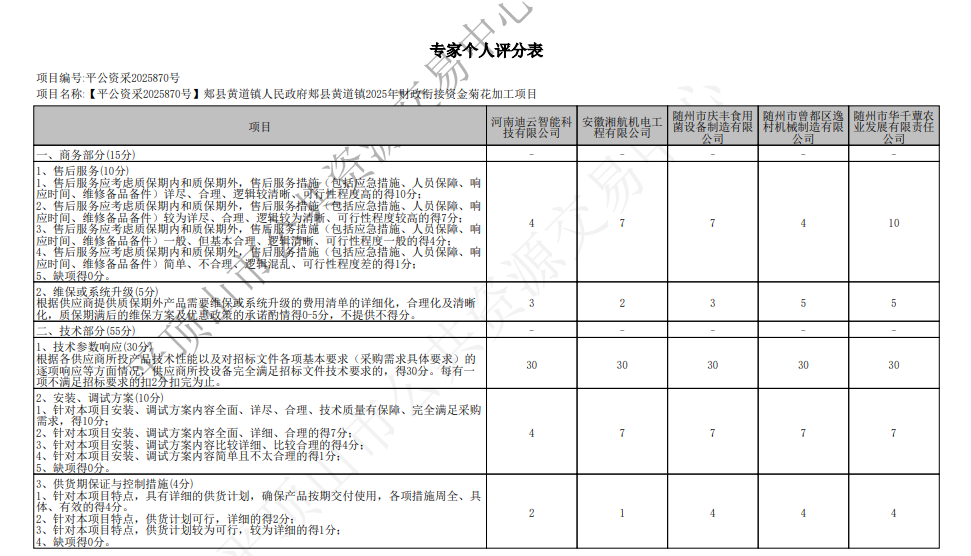 专家个人评分表
项目编号:平公资采2025870号
项目名称:【平公资采2025870号】郏县黄道镇人民政府郏县黄道镇2025年财政衔接资金菊花加工项目
项目 河南迪云智能科技有限公司 安徽湘航机电工程有限公司 随州市庆丰食用菌设备制造有限公司 随州市曾都区逸村机械制造有限公司 随州市华千蕈农业发展有限责任公司
一、商务部分(15分) - - - - -
1、售后服务(10分)
1、售后服务应考虑质保期内和质保期外，售后服务措施（包括应急措施、人员保障、响
应时间、维修备品备件）详尽、合理、逻辑较清晰、可行性程度高的得10分；
2、售后服务应考虑质保期内和质保期外，售后服务措施（包括应急措施、人员保障、响
应时间、维修备品备件）较为详尽、合理、逻辑较为清晰、可行性程度较高的得7分；
3、售后服务应考虑质保期内和质保期外，售后服务措施（包括应急措施、人员保障、响
应时间、维修备品备件）一般、但基本合理、逻辑清晰、可行性程度一般的得4分；
4、售后服务应考虑质保期内和质保期外，售后服务措施（包括应急措施、人员保障、响
应时间、维修备品备件）简单、不合理、逻辑混乱、可行性程度差的得1分；
5、缺项得0分。
4 7 7 4 10
2、维保或系统升级(5分)
根据供应商提供质保期外产品需要维保或系统升级的费用清单的详细化，合理化及清晰
化，质保期满后的维保方案及优惠政策的承诺酌情得0-5分，不提供不得分。
3 2 3 5 5
二、技术部分(55分) - - - - -
1、技术参数响应(30分)
根据各供应商所投产品技术性能以及对招标文件各项基本要求（采购需求具体要求）的
逐项响应等方面情况，供应商所投设备完全满足招标文件技术要求的，得30分。每有一
项不满足招标要求的扣2分扣完为止。
30 30 30 30 30
2、安装、调试方案(10分)
1、针对本项目安装、调试方案内容全面、详尽、合理、技术质量有保障、完全满足采购
需求，得10分；
2、针对本项目安装、调试方案内容全面、详细、合理的得7分；
3、针对本项目安装、调试方案内容比较详细、比较合理的得4分；
4、针对本项目安装、调试方案内容简单且不太合理的得1分；
5、缺项得0分。
4 7 7 7 7
3、供货期保证与控制措施(4分)
1、针对本项目特点，具有详细的供货计划，确保产品按期交付使用，各项措施周全、具
体、有效的得4分。
2、针对本项目特点，供货计划可行，详细的得2分；
3、针对本项目特点，供货计划较为可行，较为详细的得1分；
4、缺项得0分。
2 1 4 4 4
平顶山市公共资源交易中心
平顶山市公共资源交易中心